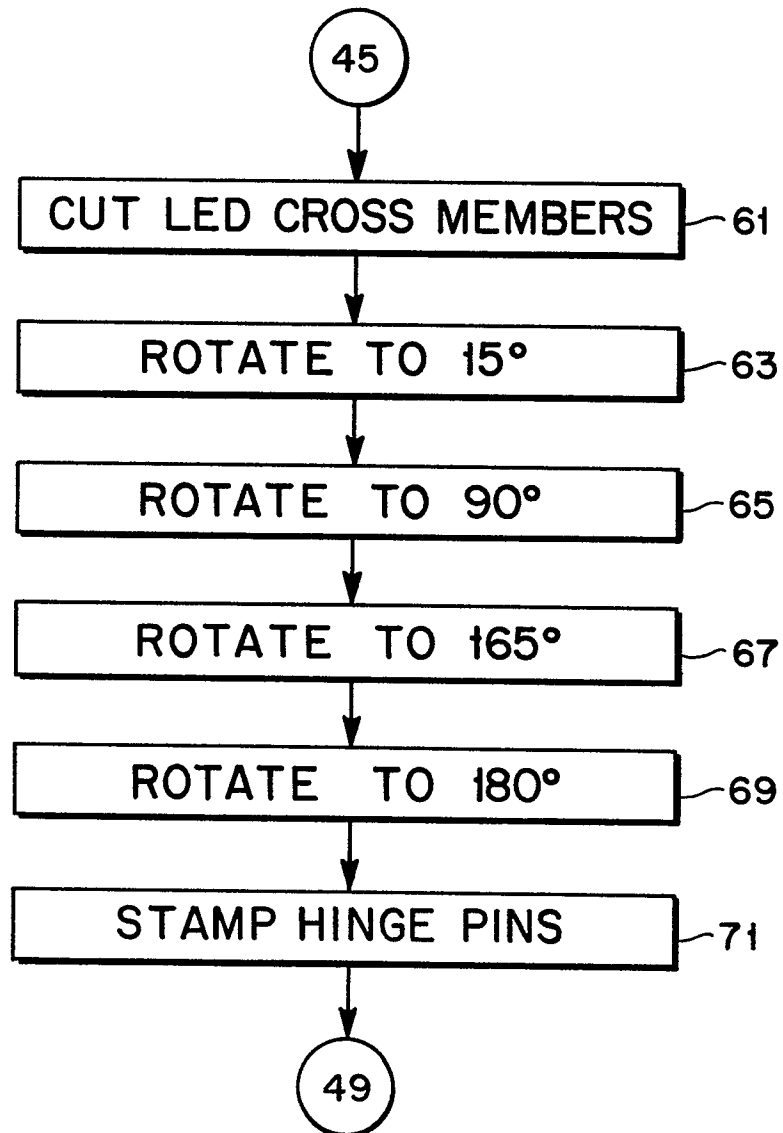 45
CUT LED CROSS MEMBERS 61
ROTATE TO 15° 63
ROTATE TO 90° 65
ROTATE TO 165° 67
ROTATE TO 180° 69
STAMP HINGE PINS 71
49